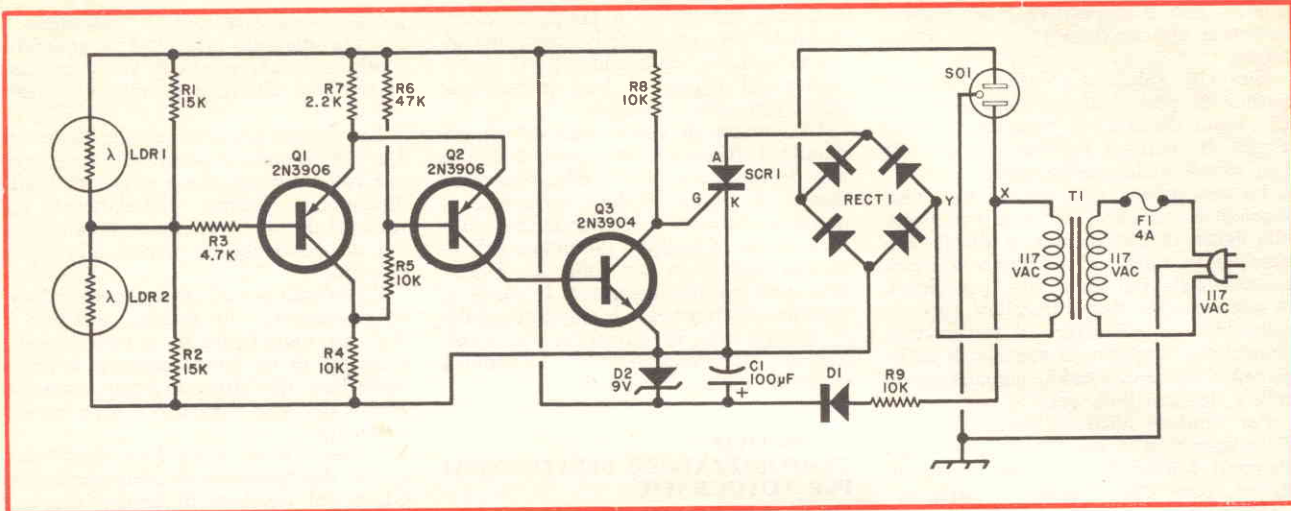 R1
15K
R7
2.2K
R6
47K
R8
10K
SO1
λ LDR1
Q1
2N3906
Q2
2N3906
A
SCR1
G
K
RECT1
Y
X
T1
F1
4A
R3
4.7K
Q3
2N3904
R5
10K
117
VAC
117
VAC
117
VAC
λ LDR2
R2
15K
R4
10K
D2
9V
C1
100µF
+
D1
R9
10K